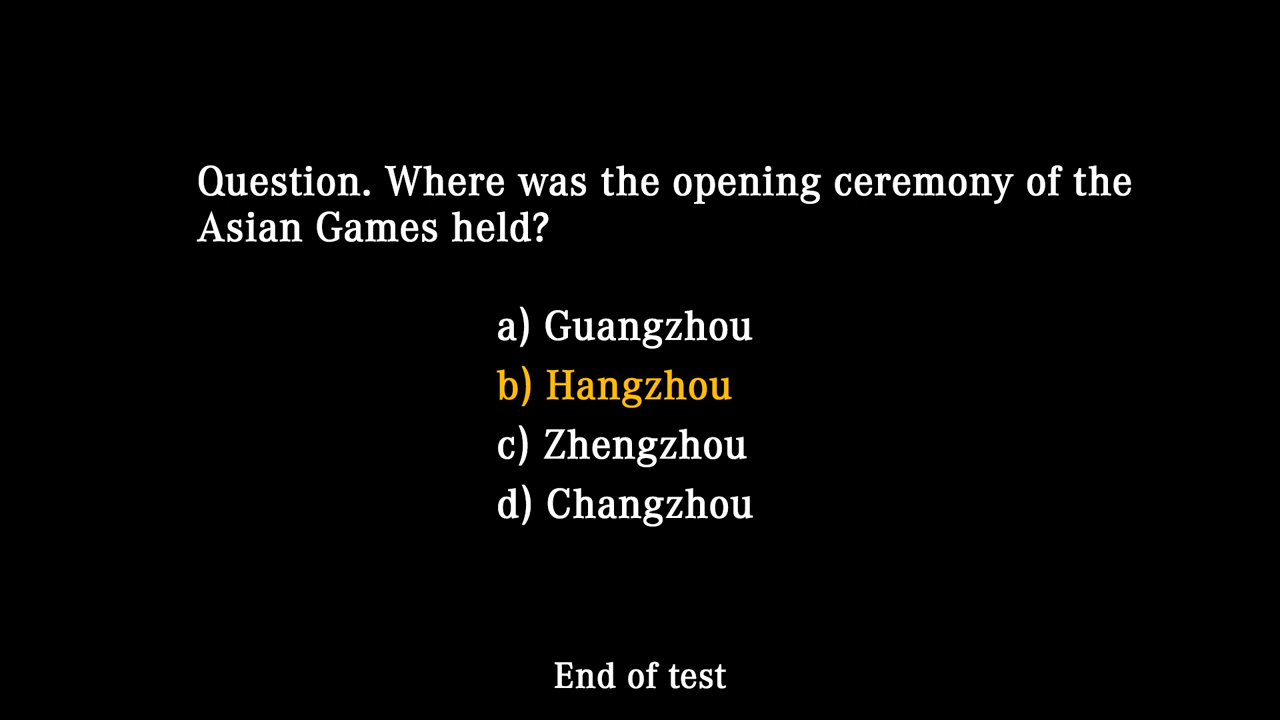 Question. Where was the opening ceremony of the
Asian Games held?
a) Guangzhou
b) Hangzhou
c) Zhengzhou
d) Changzhou
End of test